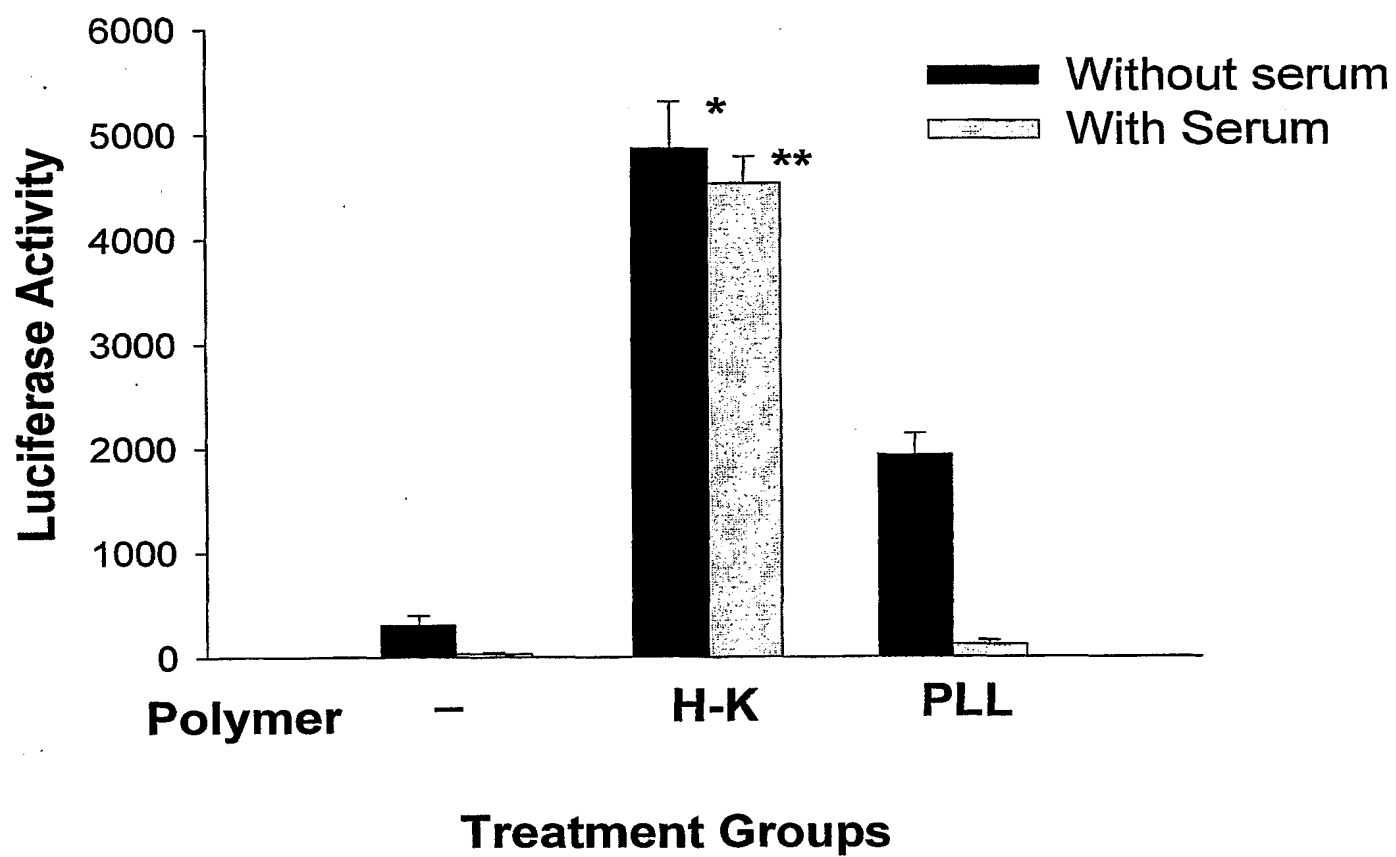 6000
5000
4000
3000
2000
1000
0
Luciferase Activity
Without serum
With Serum
*
**
Polymer – H-K PLL
Treatment Groups